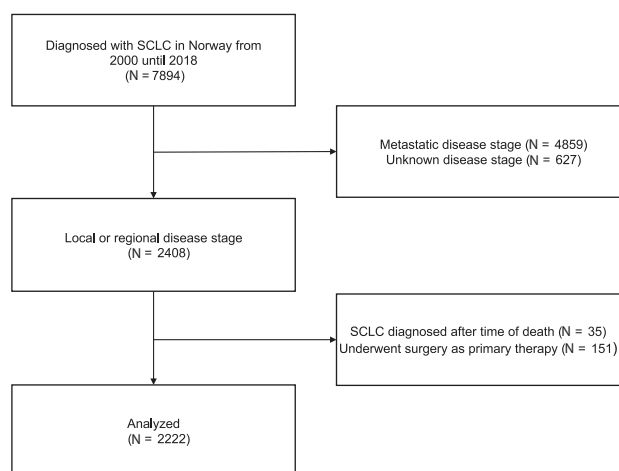 Diagnosed with SCLC in Norway from
2000 until 2018
(N = 7894)
Metastatic disease stage (N = 4859)
Unknown disease stage (N = 627)
Local or regional disease stage
(N = 2408)
SCLC diagnosed after time of death (N = 35)
Underwent surgery as primary therapy (N = 151)
Analyzed
(N = 2222)